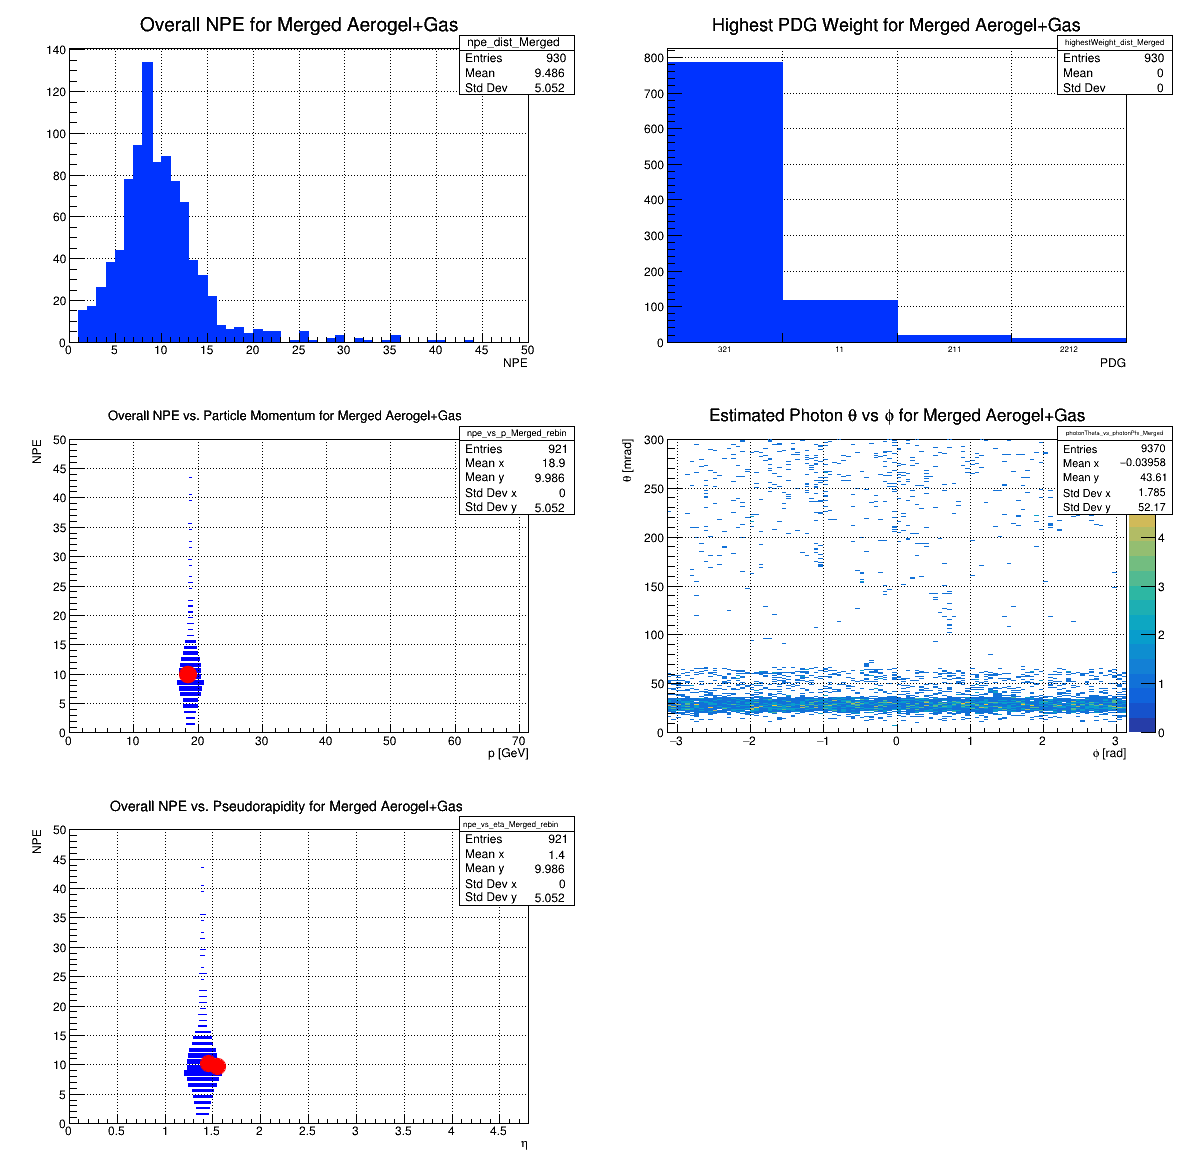 Overall NPE for Merged Aerogel+Gas
npe_dist_Merged
Entries 930
Mean 9.486
Std Dev 5.052
140
120
100
80
60
40
20
0
0 5 10 15 20 25 30 35 40 45 50
NPE
Highest PDG Weight for Merged Aerogel+Gas
highestWeight_dist_Merged
Entries 930
Mean 0
Std Dev 0
800
700
600
500
400
300
200
100
0
321 11 211 2212
PDG
Overall NPE vs. Particle Momentum for Merged Aerogel+Gas
npe_vs_p_Merged_rebin
Entries 921
Mean x 18.9
Mean y 9.986
Std Dev x 0
Std Dev y 5.052
NPE
50
45
40
35
30
25
20
15
10
5
0
0 10 20 30 40 50 60 70
p [GeV]
Estimated Photon θ vs ϕ for Merged Aerogel+Gas
photonTheta_vs_photonPhi_Merged
Entries 9370
Mean x −0.03958
Mean y 43.61
Std Dev x 1.785
Std Dev y 52.17
θ [mrad]
300
250
200
150
100
50
0
−3 −2 −1 0 1 2 3
ϕ [rad]
4
3
2
1
0
Overall NPE vs. Pseudorapidity for Merged Aerogel+Gas
npe_vs_eta_Merged_rebin
Entries 921
Mean x 1.4
Mean y 9.986
Std Dev x 0
Std Dev y 5.052
NPE
50
45
40
35
30
25
20
15
10
5
0
0 0.5 1 1.5 2 2.5 3 3.5 4 4.5
η